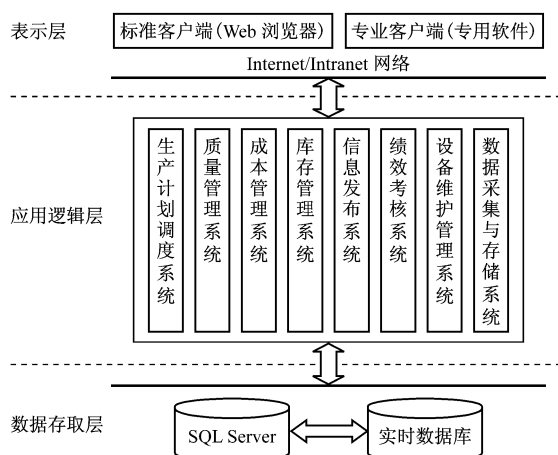 表示层
标准客户端(Web 浏览器)
专业客户端(专用软件)
Internet/Intranet 网络
应用逻辑层
生产计划调度系统
质量管理系统
成本管理系统
库存管理系统
信息发布系统
绩效考核系统
设备维护管理系统
数据采集与存储系统
数据存取层
SQL Server
实时数据库